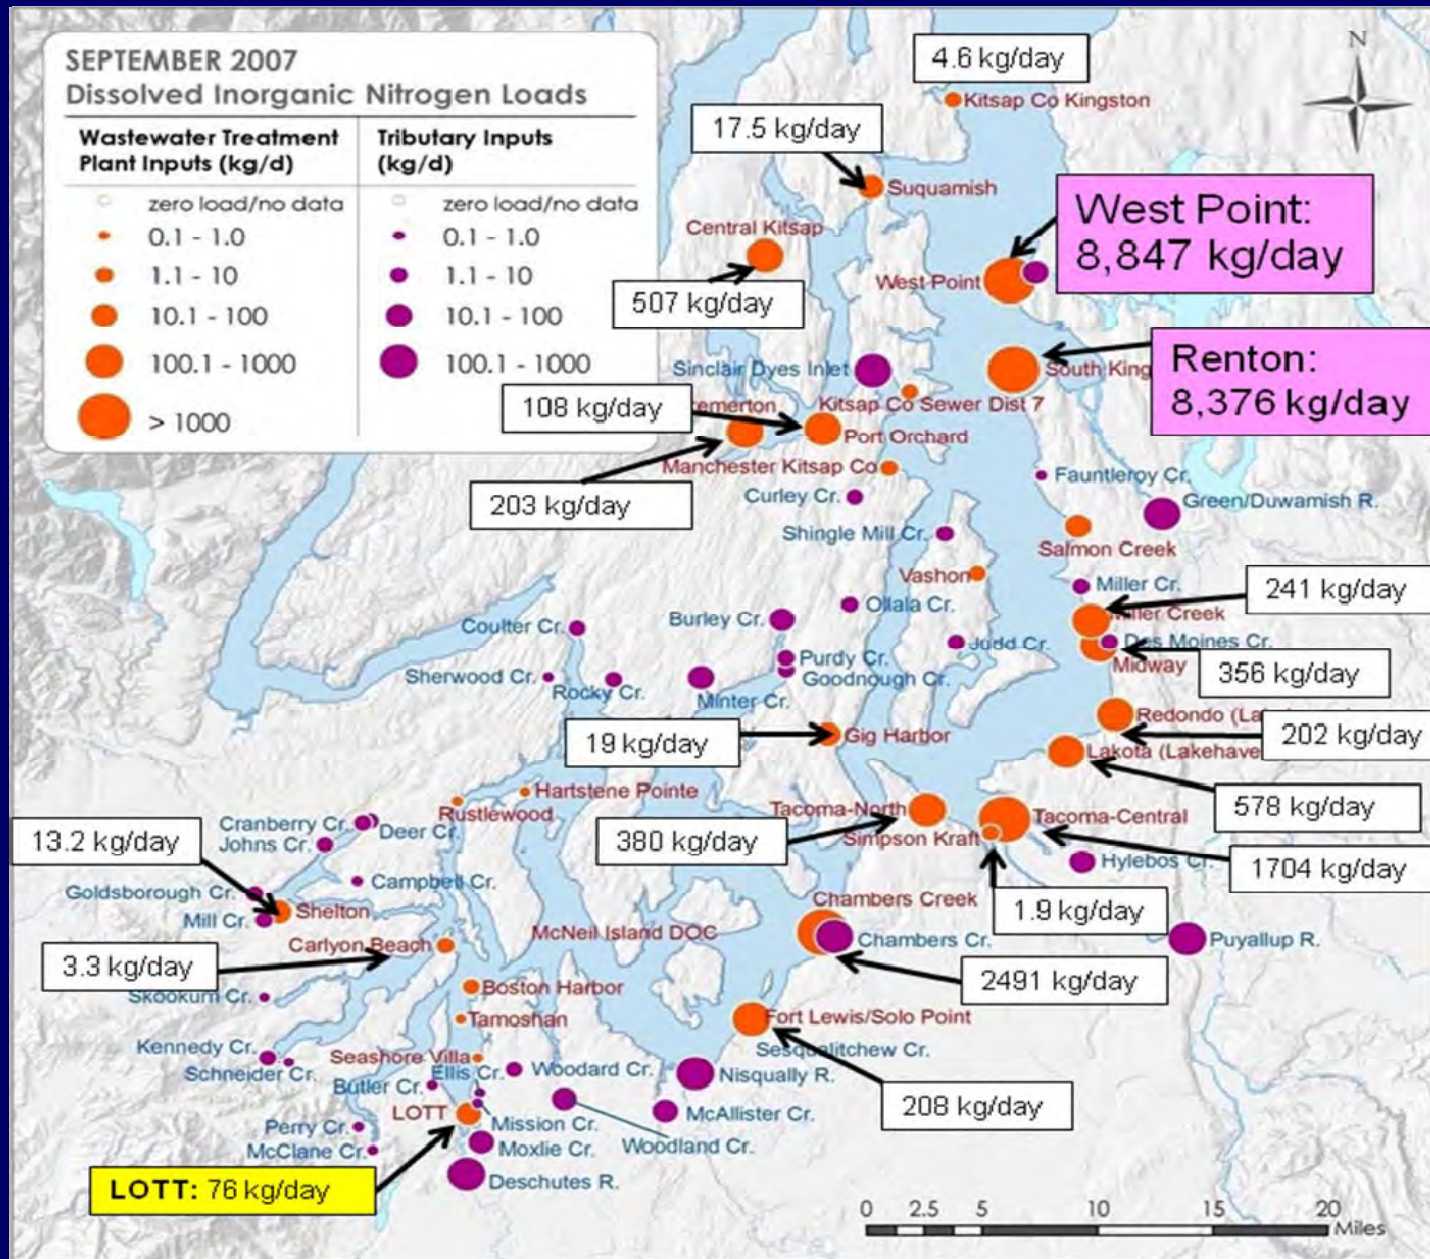 SEPTEMBER 2007
Dissolved Inorganic Nitrogen Loads
Wastewater Treatment
Plant Inputs (kg/d)
zero load/no data
0.1 - 1.0
1.1 - 10
10.1 - 100
100.1 - 1000
> 1000
Tributary Inputs
(kg/d)
zero load/no data
0.1 - 1.0
1.1 - 10
10.1 - 100
100.1 - 1000
N
4.6 kg/day
Kitsap Co Kingston
17.5 kg/day
Suquamish
Central Kitsap
507 kg/day
West Point:
8,847 kg/day
West Point
Renton:
8,376 kg/day
South King
Sinclair Dyes Inlet
Kitsap Co Sewer Dist 7
108 kg/day
remerton
Port Orchard
203 kg/day
Manchester Kitsap Co
Curley Cr.
Fauntleroy Cr.
Green/Duwamish R.
Shingle Mill Cr.
Salmon Creek
Vashon
Miller Cr.
241 kg/day
Miller Creek
Ollala Cr.
Burley Cr.
Coulter Cr.
Judd Cr.
Des Moines Cr.
Midway
356 kg/day
Purdy Cr.
Goodnough Cr.
Sherwood Cr.
Rocky Cr.
Minter Cr.
Redondo (La
202 kg/day
19 kg/day
Gig Harbor
Lakota (Lakehave
578 kg/day
Hartstene Pointe
Rustlewood
Tacoma-North
Tacoma-Central
Simpson Kraft
380 kg/day
1704 kg/day
Cranberry Cr.
Deer Cr.
Johns Cr.
13.2 kg/day
Hylebos Cr.
Campbell Cr.
Goldsborough Cr.
Shelton
Mill Cr.
Chambers Creek
1.9 kg/day
McNeil Island DOC
Chambers Cr.
Puyallup R.
Carlyon Beach
3.3 kg/day
2491 kg/day
Skookum Cr.
Boston Harbor
Tamoshan
Fort Lewis/Solo Point
Sesqualitchew Cr.
Kennedy Cr.
Schneider Cr.
Seashore Villa
Ellis Cr.
Woodard Cr.
Nisqually R.
Butler Cr.
208 kg/day
LOTT
Mission Cr.
McAllister Cr.
Perry Cr.
Moxlie Cr.
Woodland Cr.
McClane Cr.
Deschutes R.
LOTT: 76 kg/day
0 2.5 5 10 15 20
Miles